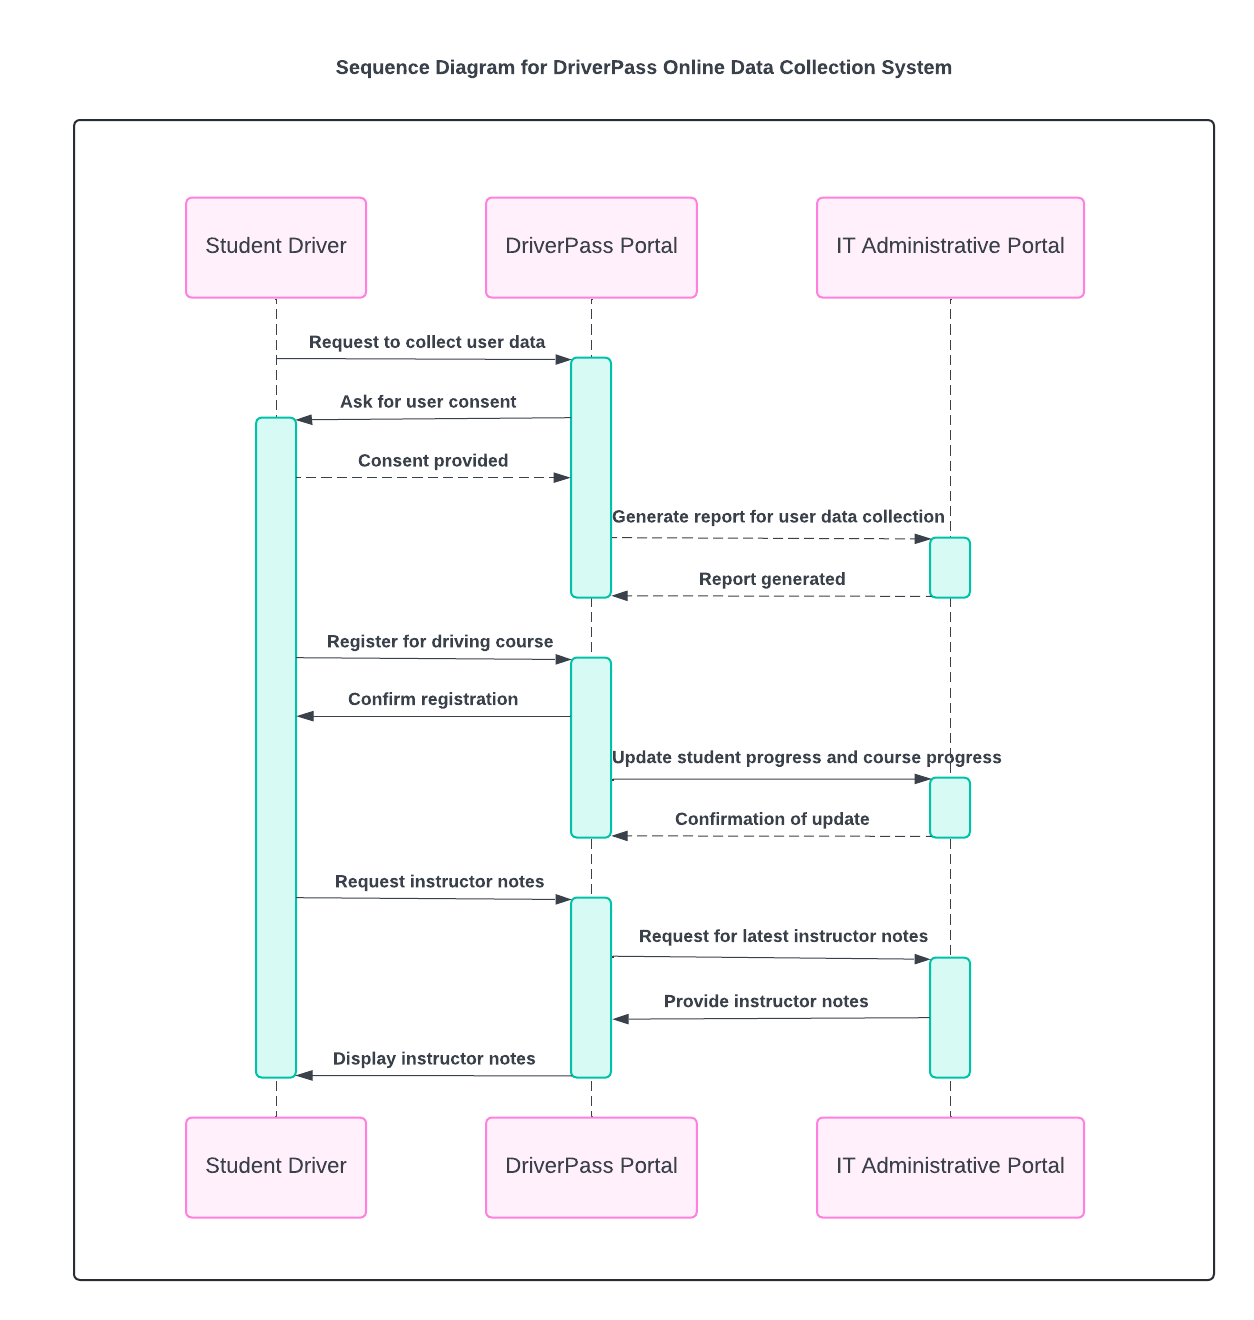 Sequence Diagram for DriverPass Online Data Collection System
Student Driver
DriverPass Portal
IT Administrative Portal
Request to collect user data
Ask for user consent
Consent provided
Generate report for user data collection
Report generated
Register for driving course
Confirm registration
Update student progress and course progress
Confirmation of update
Request instructor notes
Request for latest instructor notes
Provide instructor notes
Display instructor notes
Student Driver
DriverPass Portal
IT Administrative Portal